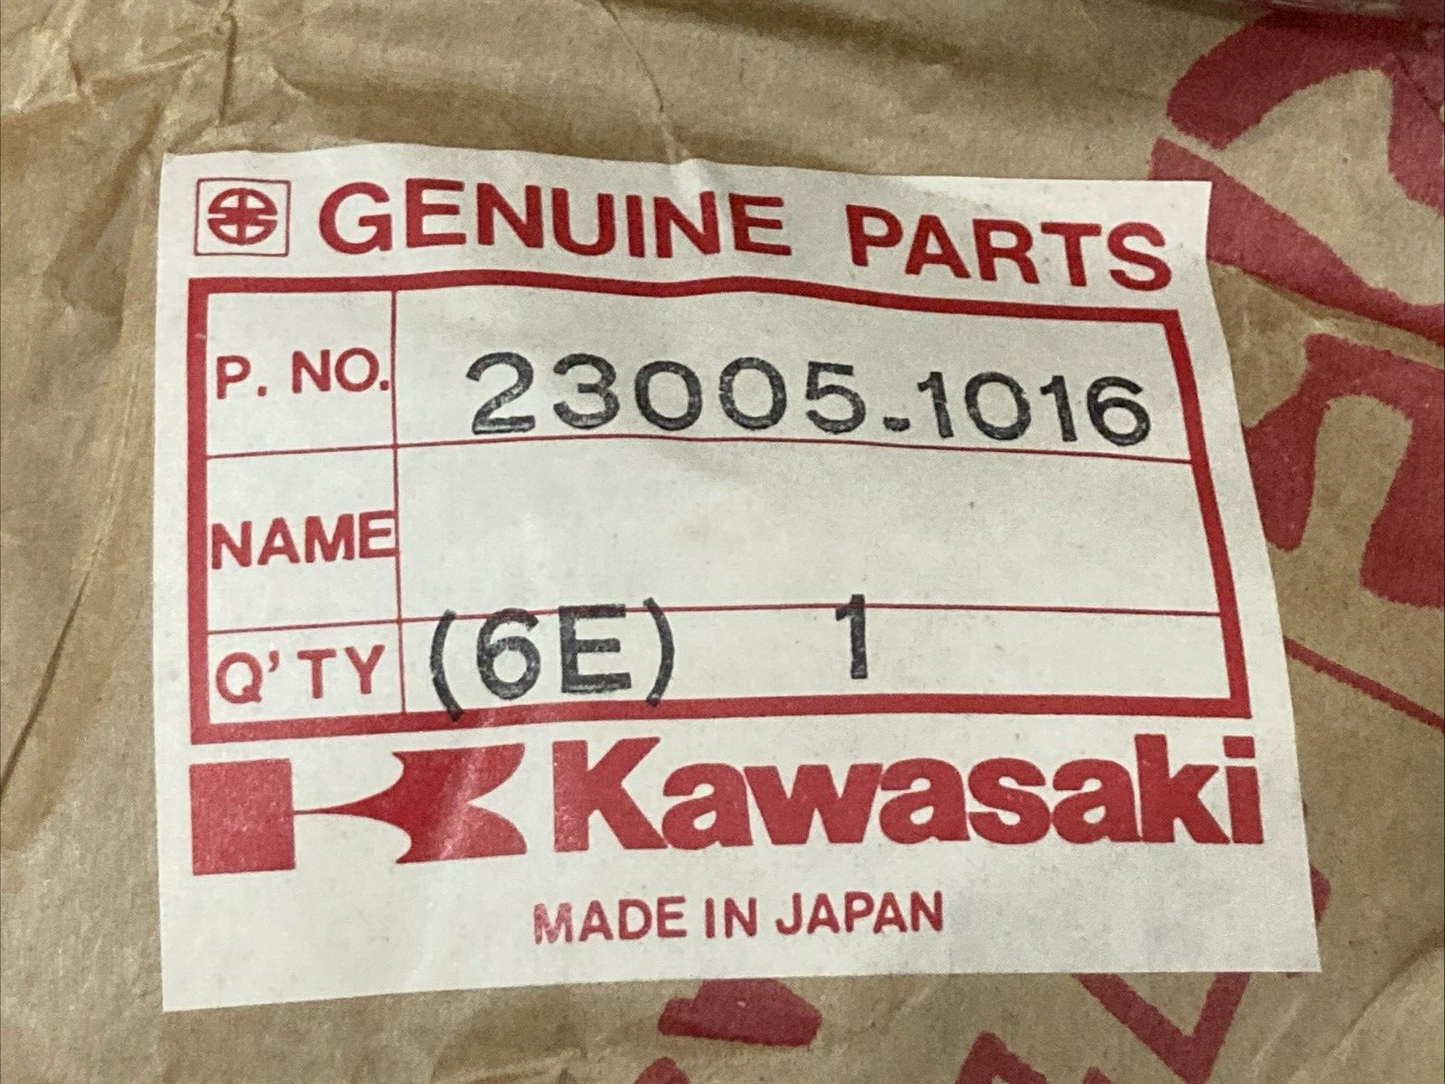 GENUINE PARTS
P. NO. 23005-1016
NAME
Q'TY (6E) 1
Kawasaki
MADE IN JAPAN